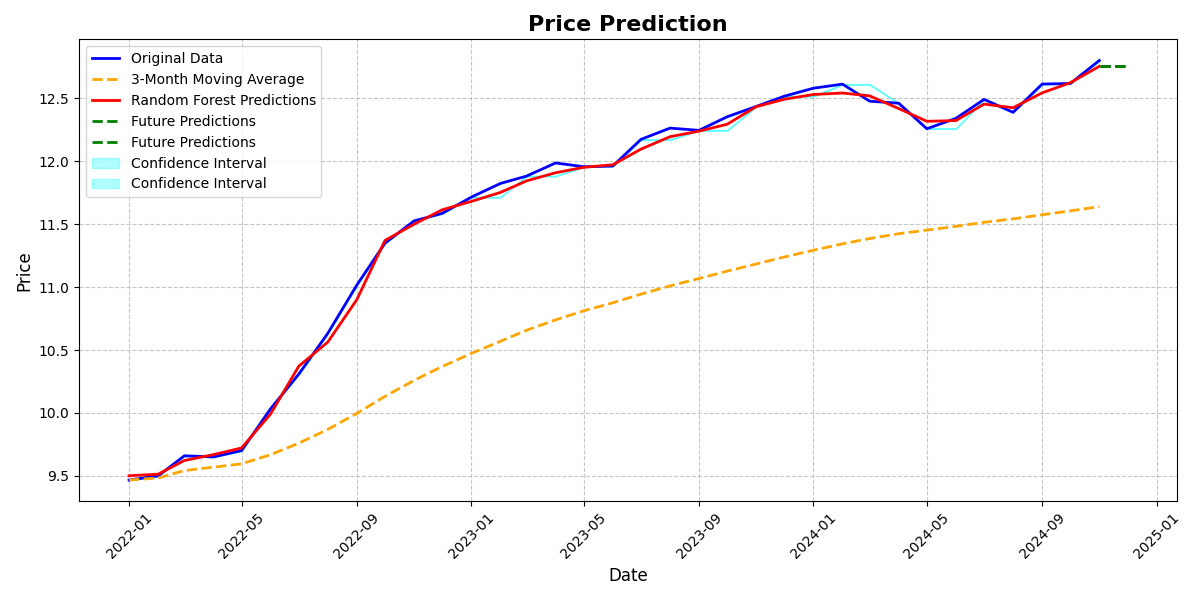 Price Prediction
Original Data
3-Month Moving Average
Random Forest Predictions
Future Predictions
Future Predictions
Confidence Interval
Confidence Interval
Price
12.5
12.0
11.5
11.0
10.5
10.0
9.5
2022-01
2022-05
2022-09
2023-01
2023-05
2023-09
2024-01
2024-05
2024-09
2025-01
Date